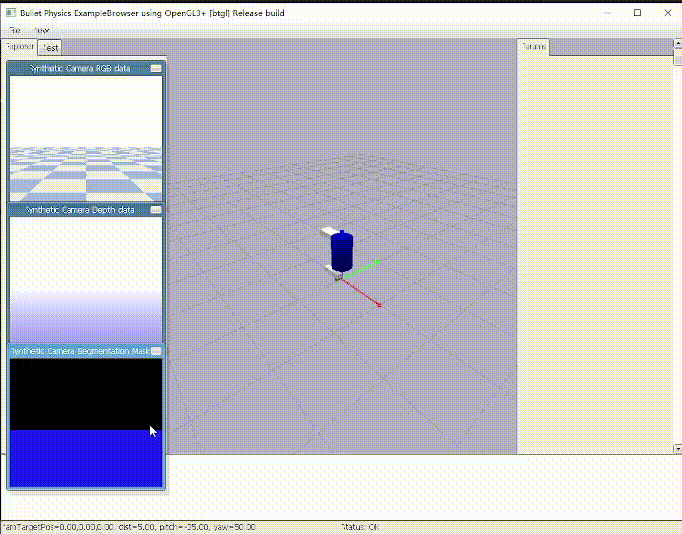 Bullet Physics ExampleBrowser using OpenGL3+ [btgl] Release build
File View
Explorer Test Params
Synthetic Camera RGB data
Synthetic Camera Depth data
Synthetic Camera Segmentation Mask
camTargetPos=0.00,0.00,0.00, dist=5.00, pitch=-35.00, yaw=50.00 Status: OK